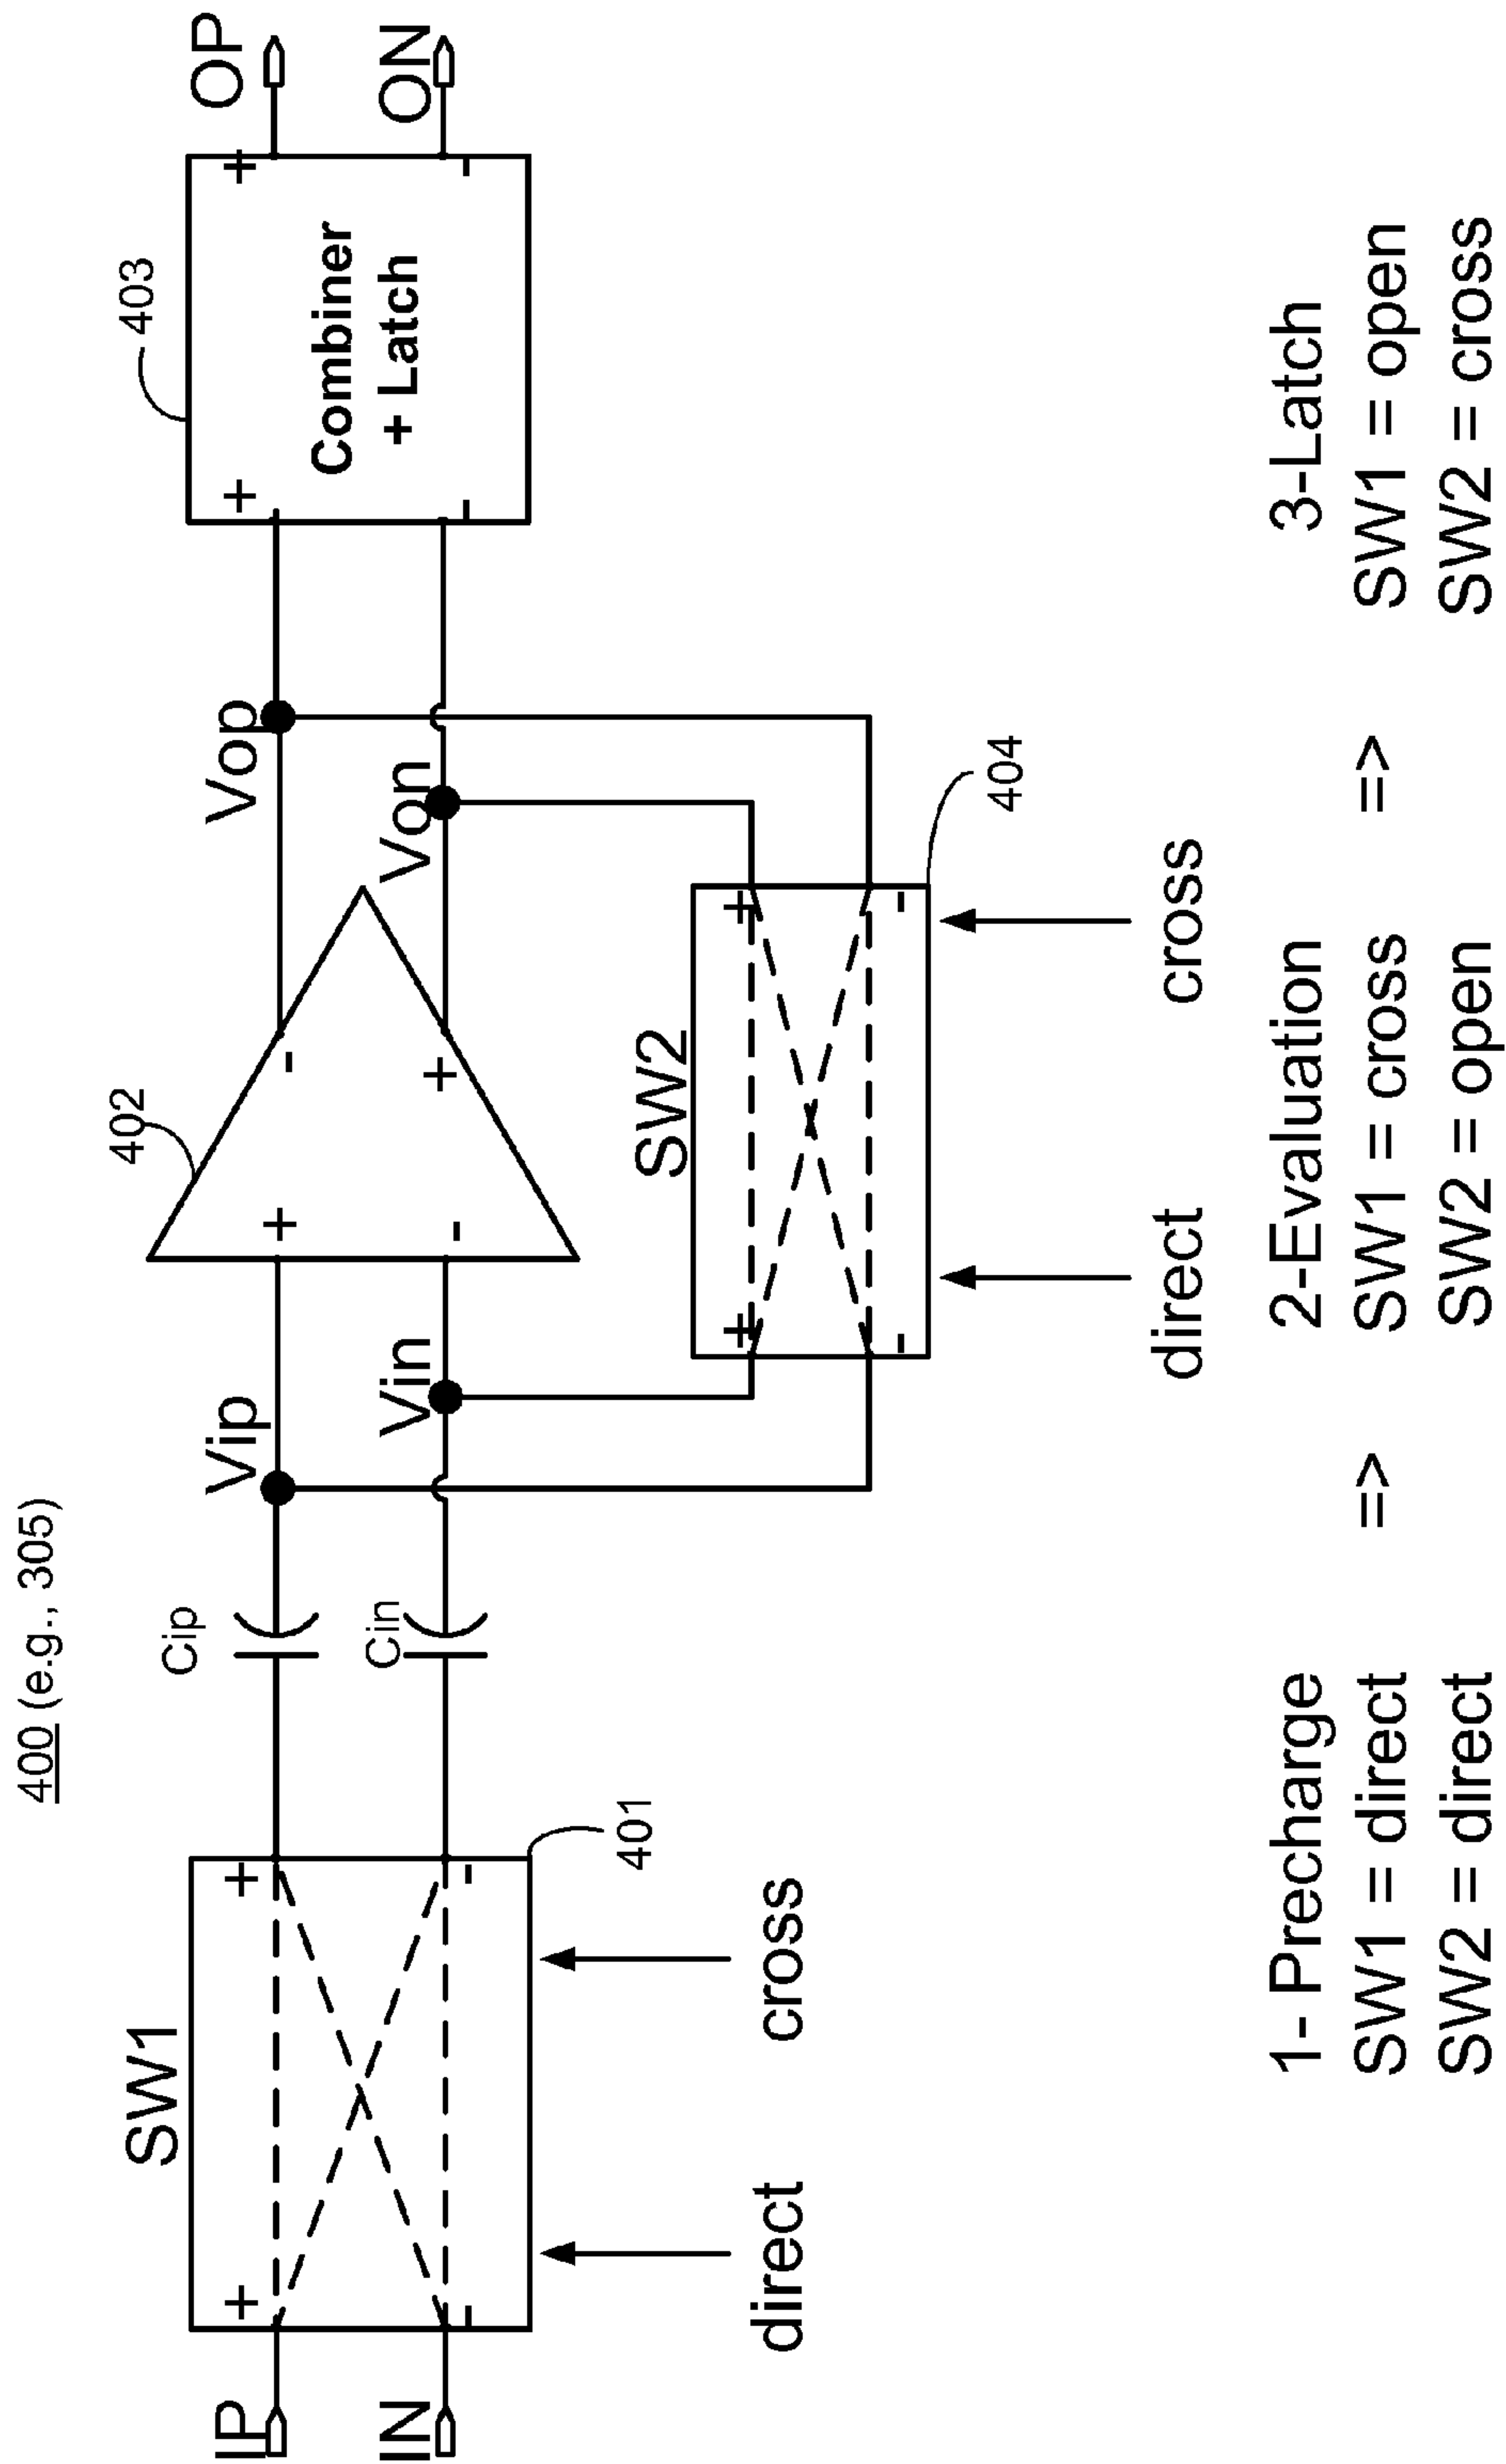 400 (e.g., 305)
SW1
IP
IN
+
-
+
-
401
direct
cross
Cip
Cin
Vip
Vin
402
+
-
-
+
Vop
Von
SW2
+
-
+
-
404
direct
cross
403
+
-
Combiner
+ Latch
+
-
OP
ON
1- Precharge
SW1 = direct
SW2 = direct
=>
2-Evaluation
SW1 = cross
SW2 = open
=>
3-Latch
SW1 = open
SW2 = cross